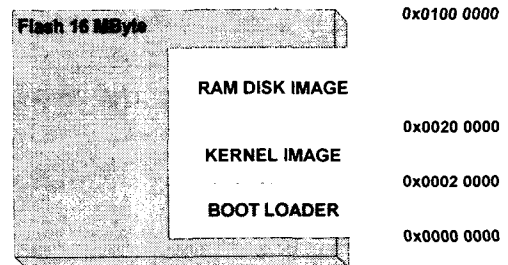 Flash 16 MByte
0x0100 0000
RAM DISK IMAGE
0x0020 0000
KERNEL IMAGE
0x0002 0000
BOOT LOADER
0x0000 0000